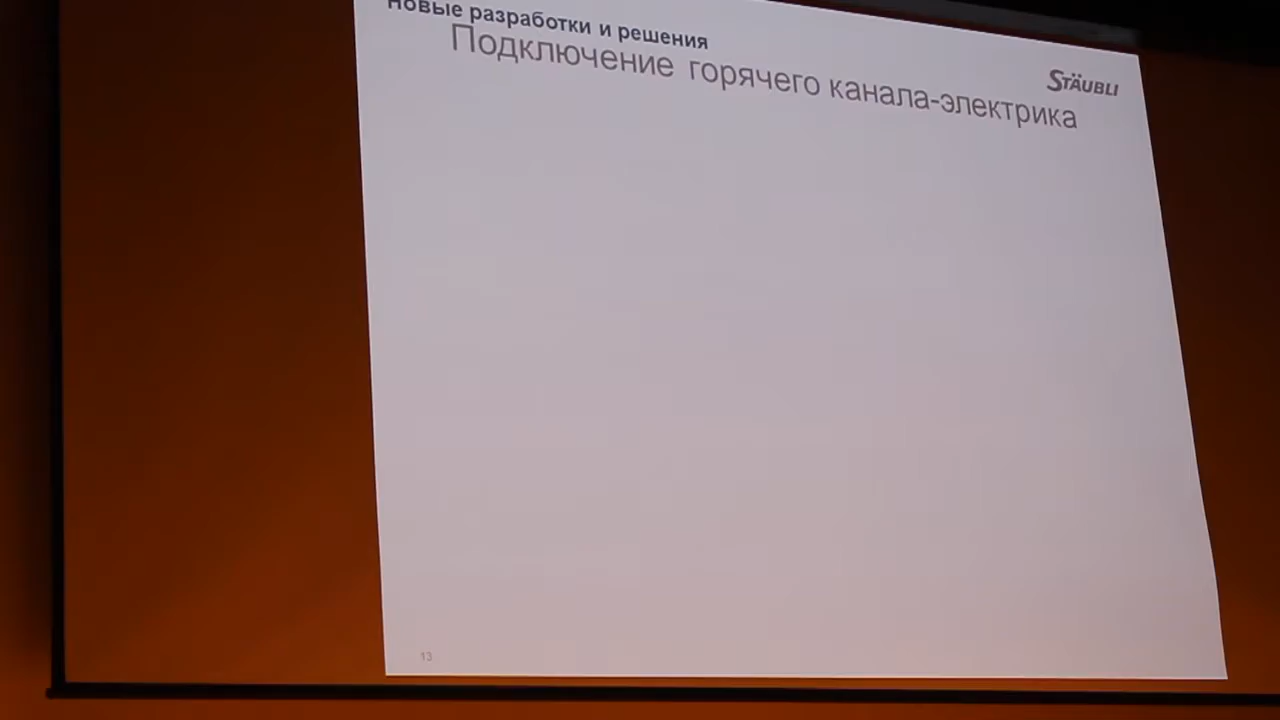 Новые разработки и решения
Подключение горячего канала-электрика
STÄUBLI
13